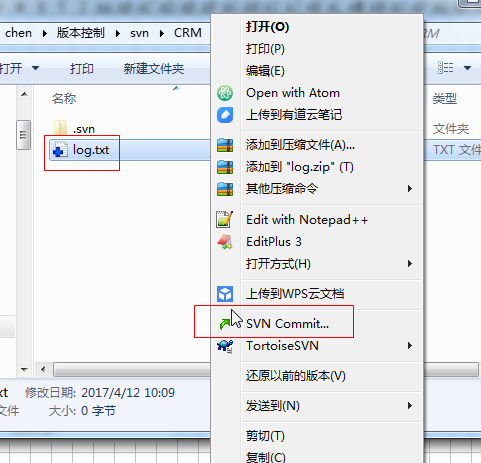 chen ▸ 版本控制 ▸ svn ▸ CRM
CRM
打开
打印
新建文件夹
名称
类型
.svn
文件夹
log.txt
TXT 文件
打开(O)
打印(P)
编辑(E)
Open with Atom
上传到有道云笔记
添加到压缩文件(A)...
添加到 "log.zip" (T)
其他压缩命令
Edit with Notepad++
EditPlus 3
打开方式(H)
上传到WPS云文档
SVN Commit...
TortoiseSVN
还原以前的版本(V)
发送到(N)
剪切(T)
复制(C)
xt 修改日期: 2017/4/12 10:09
文件 大小: 0 字节